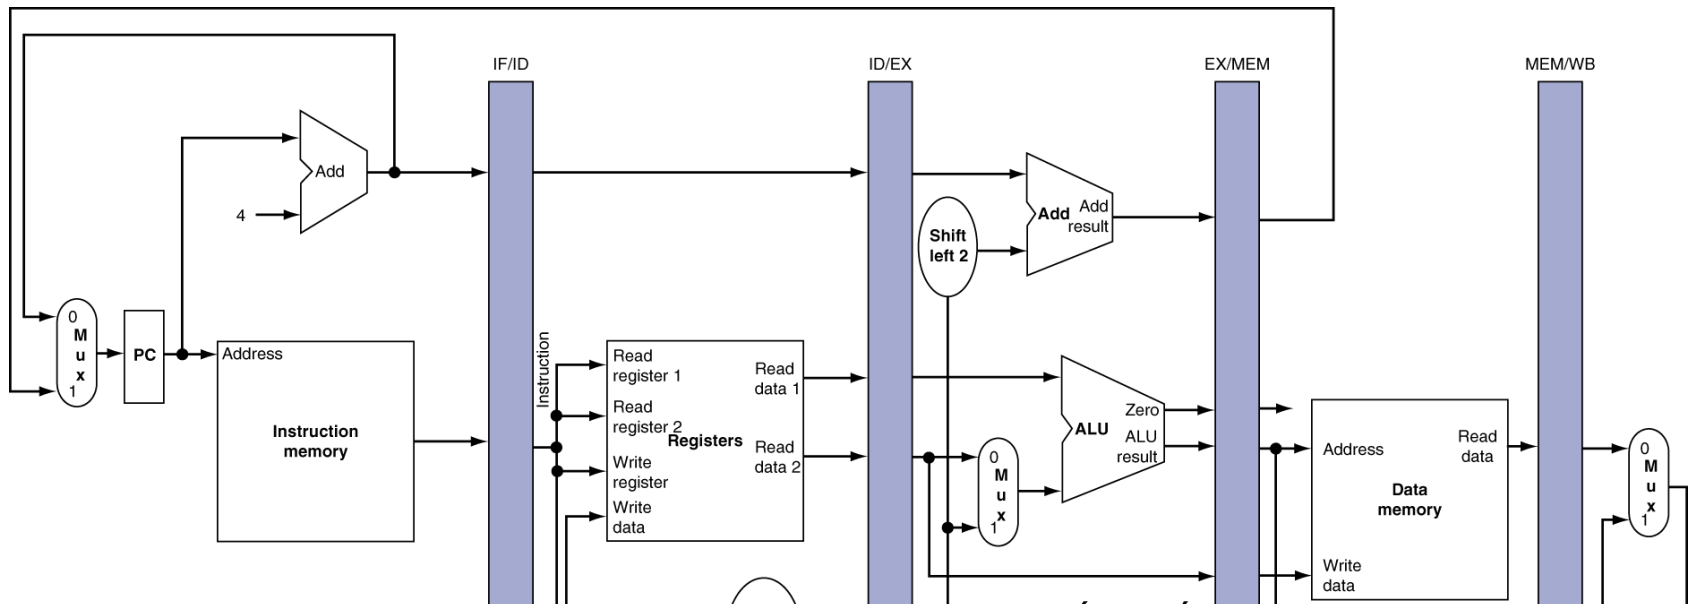 IF/ID
ID/EX
EX/MEM
MEM/WB
Add
4
Add
Add
result
Shift
left 2
0
M
u
x
1
PC
Address
Instruction
memory
Instruction
Read
register 1
Read
register 2
Write
register
Write
data
Registers
Read
data 1
Read
data 2
0
M
u
x
1
Zero
ALU
ALU
result
Address
Read
data
Data
memory
Write
data
0
M
u
x
1